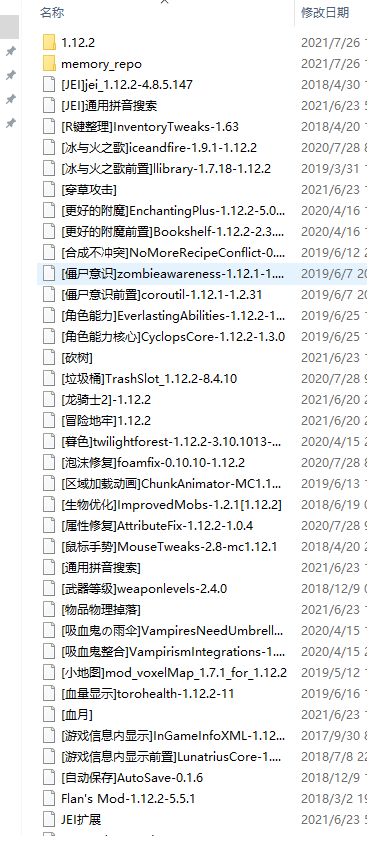 名称 修改日期
1.12.2 2021/7/26
memory_repo 2021/7/26
[JEI]jei_1.12.2-4.8.5.147 2018/4/30
[JEI]通用拼音搜索 2021/6/23
[R键整理]InventoryTweaks-1.63 2018/4/20
[冰与火之歌]iceandfire-1.9.1-1.12.2 2020/7/28
[冰与火之歌前置]llibrary-1.7.18-1.12.2 2019/3/31
[穿草攻击] 2021/6/23
[更好的附魔]EnchantingPlus-1.12.2-5.0... 2020/4/16
[更好的附魔前置]Bookshelf-1.12.2-2.3.... 2020/4/16
[合成不冲突]NoMoreRecipeConflict-0.... 2019/6/12
[僵尸意识]zombieawareness-1.12.1-1.... 2019/6/7 20
[僵尸意识前置]coroutil-1.12.1-1.2.31 2019/6/7 20
[角色能力]EverlastingAbilities-1.12.2-1... 2019/6/25
[角色能力核心]CyclopsCore-1.12.2-1.3.0 2019/6/25
[砍树] 2021/6/23
[垃圾桶]TrashSlot_1.12.2-8.4.10 2020/7/28
[龙骑士2]-1.12.2 2021/6/20
[冒险地牢]1.12.2 2021/6/20
[暮色]twilightforest-1.12.2-3.10.1013-... 2020/4/15
[泡沫修复]foamfix-0.10.10-1.12.2 2020/7/28
[区域加载动画]ChunkAnimator-MC1.1... 2019/6/13
[生物优化]ImprovedMobs-1.2.1[1.12.2] 2018/6/19
[属性修复]AttributeFix-1.12.2-1.0.4 2020/7/28
[鼠标手势]MouseTweaks-2.8-mc1.12.1 2018/4/20
[通用拼音搜索] 2021/6/23
[武器等级]weaponlevels-2.4.0 2018/12/9
[物品物理掉落] 2021/6/23
[吸血鬼の雨伞]VampiresNeedUmbrell... 2020/4/15
[吸血鬼整合]VampirismIntegrations-1.... 2020/4/15
[小地图]mod_voxelMap_1.7.1_for_1.12.2 2019/5/12
[血量显示]torohealth-1.12.2-11 2019/6/16
[血月] 2021/6/23
[游戏信息内显示]InGameInfoXML-1.12... 2017/9/30
[游戏信息内显示前置]LunatriusCore-1.... 2018/7/8 22
[自动保存]AutoSave-0.1.6 2018/12/9
Flan's Mod-1.12.2-5.5.1 2018/3/2
JEI扩展 2021/6/23